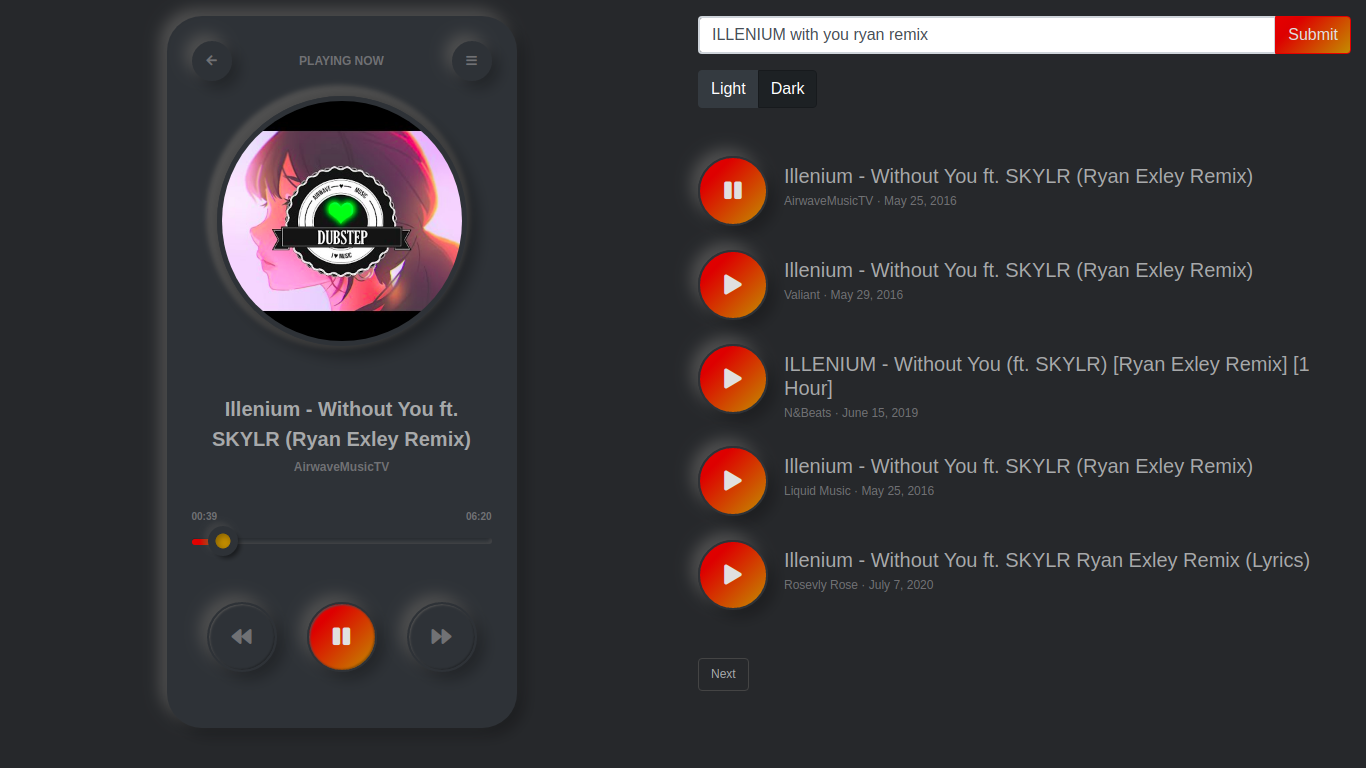 PLAYING NOW
AIRWAVE MUSIC
DUBSTEP
I ♥ MUSIC
Illenium - Without You ft.
SKYLR (Ryan Exley Remix)
AirwaveMusicTV
00:39 06:20
ILLENIUM with you ryan remix Submit
Light Dark
Illenium - Without You ft. SKYLR (Ryan Exley Remix)
AirwaveMusicTV · May 25, 2016
Illenium - Without You ft. SKYLR (Ryan Exley Remix)
Valiant · May 29, 2016
ILLENIUM - Without You (ft. SKYLR) [Ryan Exley Remix] [1
Hour]
N&Beats · June 15, 2019
Illenium - Without You ft. SKYLR (Ryan Exley Remix)
Liquid Music · May 25, 2016
Illenium - Without You ft. SKYLR Ryan Exley Remix (Lyrics)
Rosevly Rose · July 7, 2020
Next